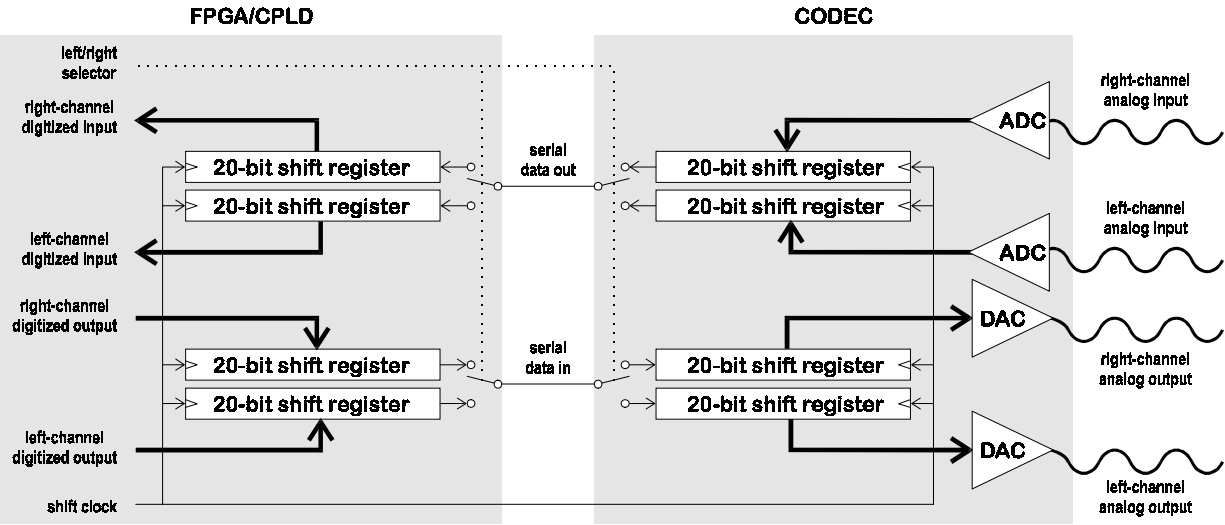 FPGA/CPLD
CODEC
left/right
selector
right-channel
digitized input
right-channel
analog input
ADC
20-bit shift register
serial
data out
20-bit shift register
20-bit shift register
20-bit shift register
left-channel
digitized input
left-channel
analog input
ADC
right-channel
digitized output
DAC
20-bit shift register
serial
data in
20-bit shift register
right-channel
analog output
20-bit shift register
20-bit shift register
left-channel
digitized output
DAC
left-channel
analog output
shift clock